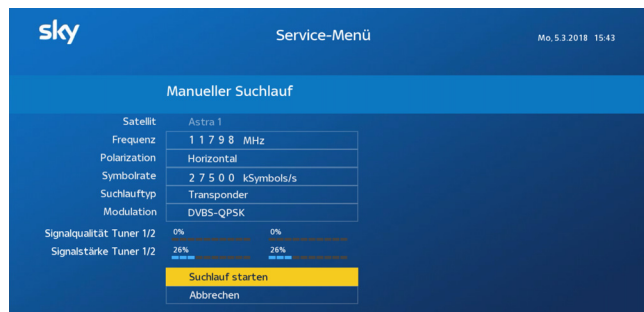 sky Service-Menü Mo, 5.3.2018 15:43
Manueller Suchlauf
Satellit Astra 1
Frequenz 11798 MHz
Polarization Horizontal
Symbolrate 27500 kSymbols/s
Suchlauftyp Transponder
Modulation DVBS-QPSK
Signalqualität Tuner 1/2 0% 0%
Signalstärke Tuner 1/2 26% 26%
Suchlauf starten
Abbrechen